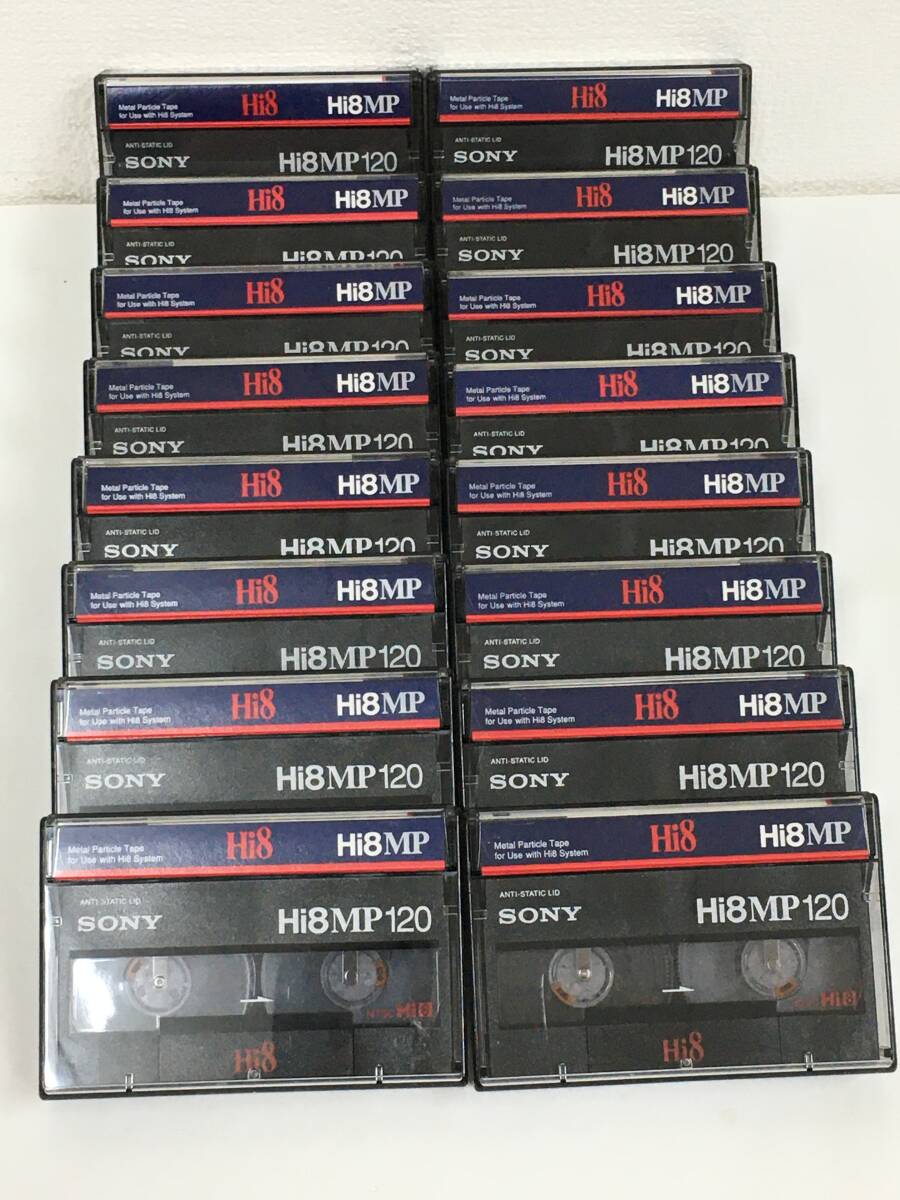 Metal Particle Tape
for Use with Hi8 System
Hi8
Hi8MP
ANTI-STATIC LID
SONY
Hi8MP120
Metal Particle Tape
for Use with Hi8 System
Hi8
Hi8MP
ANTI-STATIC LID
SONY
Hi8MP120
Metal Particle Tape
for Use with Hi8 System
Hi8
Hi8MP
ANTI-STATIC LID
SONY
Hi8MP120
Metal Particle Tape
for Use with Hi8 System
Hi8
Hi8MP
ANTI-STATIC LID
SONY
Hi8MP120
Metal Particle Tape
for Use with Hi8 System
Hi8
Hi8MP
ANTI-STATIC LID
SONY
Hi8MP120
Metal Particle Tape
for Use with Hi8 System
Hi8
Hi8MP
ANTI-STATIC LID
SONY
Hi8MP120
Metal Particle Tape
for Use with Hi8 System
Hi8
Hi8MP
ANTI-STATIC LID
SONY
Hi8MP120
Metal Particle Tape
for Use with Hi8 System
Hi8
Hi8MP
ANTI-STATIC LID
SONY
Hi8MP120
Metal Particle Tape
for Use with Hi8 System
Hi8
Hi8MP
ANTI-STATIC LID
SONY
Hi8MP120
Metal Particle Tape
for Use with Hi8 System
Hi8
Hi8MP
ANTI-STATIC LID
SONY
Hi8MP120
Metal Particle Tape
for Use with Hi8 System
Hi8
Hi8MP
ANTI-STATIC LID
SONY
Hi8MP120
Metal Particle Tape
for Use with Hi8 System
Hi8
Hi8MP
ANTI-STATIC LID
SONY
Hi8MP120
Metal Particle Tape
for Use with Hi8 System
Hi8
Hi8MP
ANTI-STATIC LID
SONY
Hi8MP120
Metal Particle Tape
for Use with Hi8 System
Hi8
Hi8MP
ANTI-STATIC LID
SONY
Hi8MP120
Metal Particle Tape
for Use with Hi8 System
Hi8
Hi8MP
ANTI-STATIC LID
SONY
Hi8MP120
NTSC Hi8
Hi8
Metal Particle Tape
for Use with Hi8 System
Hi8
Hi8MP
ANTI-STATIC LID
SONY
Hi8MP120
Hi8
Hi8